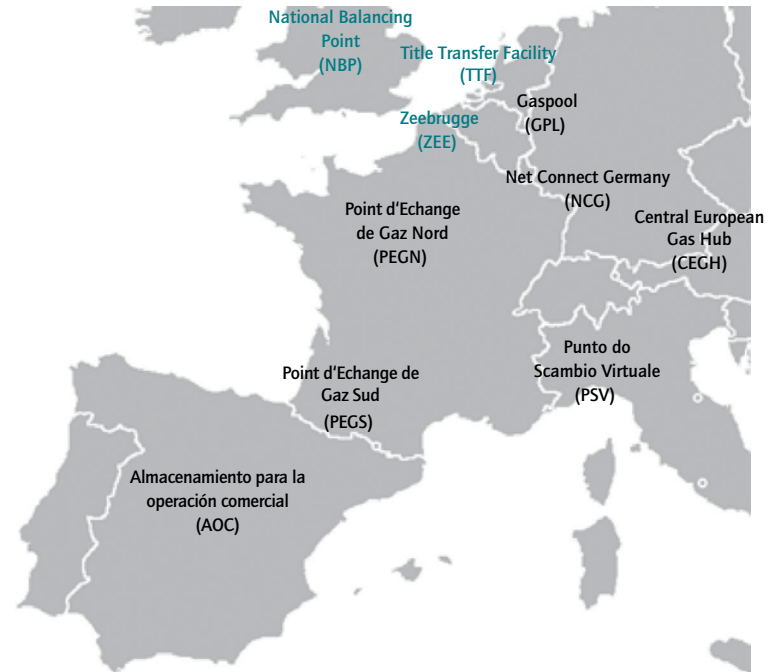 National Balancing
Point
(NBP)
Title Transfer Facility
(TTF)
Gaspool
(GPL)
Zeebrugge
(ZEE)
Net Connect Germany
(NCG)
Point d'Echange
de Gaz Nord
(PEGN)
Central European
Gas Hub
(CEGH)
Punto do
Scambio Virtuale
(PSV)
Point d'Echange de
Gaz Sud
(PEGS)
Almacenamiento para la
operación comercial
(AOC)